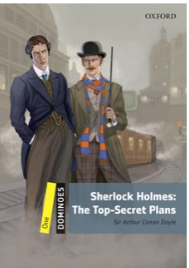 OXFORD
One
DOMINOES
Sherlock Holmes:
The Top-Secret Plans
Sir Arthur Conan Doyle